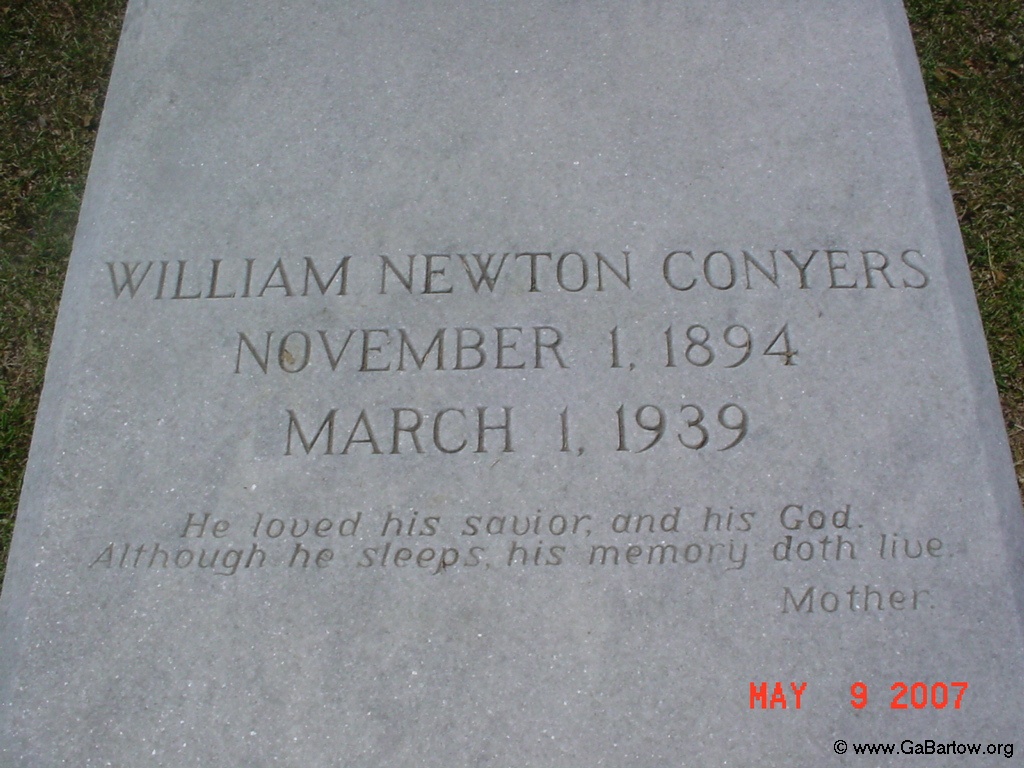 WILLIAM NEWTON CONYERS
NOVEMBER 1, 1894
MARCH 1, 1939
He loved his savior, and his God.
Although he sleeps, his memory doth live.
Mother.
MAY 9 2007
© www.GaBartow.org